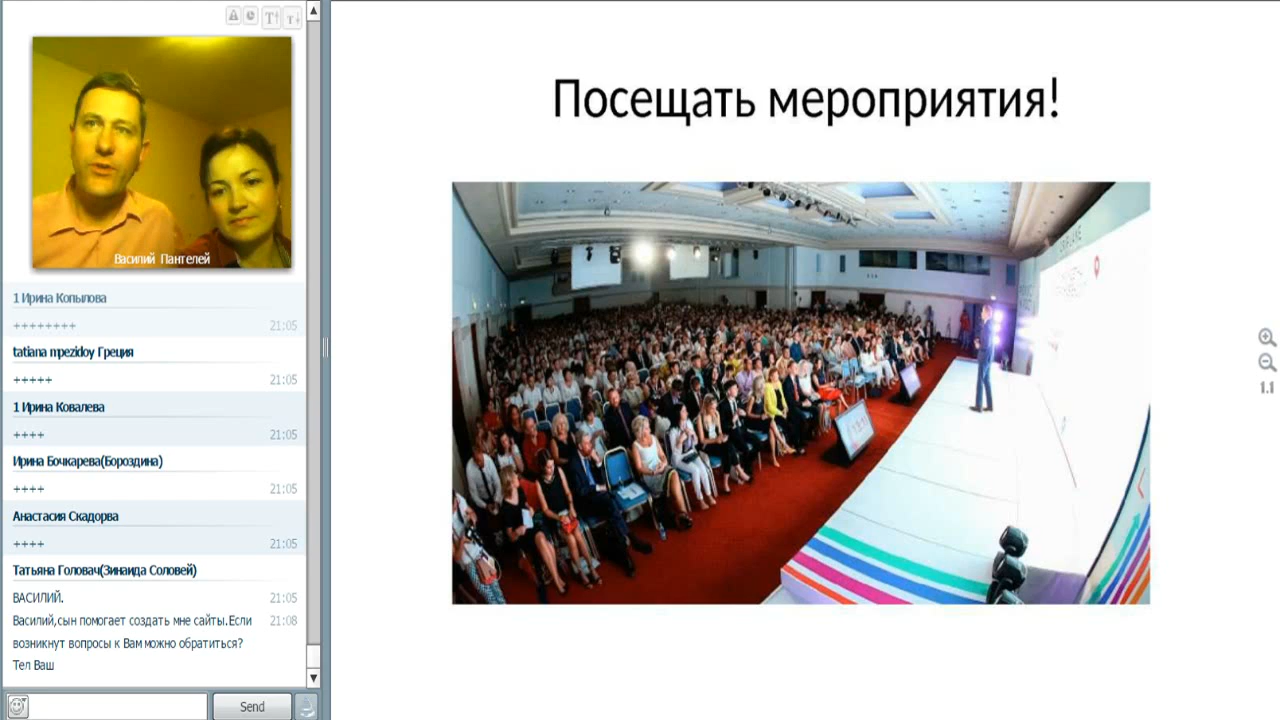 Василий Пантелей
1 Ирина Копылова
++++++++ 21:05
tatiana mpezidoy Греция
+++++ 21:05
1 Ирина Ковалева
++++ 21:05
Ирина Бочкарева(Бороздина)
++++ 21:05
Анастасия Скадорва
++++ 21:05
Татьяна Головач(Зинаида Соловей)
ВАСИЛИЙ. 21:05
Василий,сын помогает создать мне сайты.Если 21:08
возникнут вопросы к Вам можно обратиться?
Тел Ваш
Send
Посещать мероприятия!
1.1